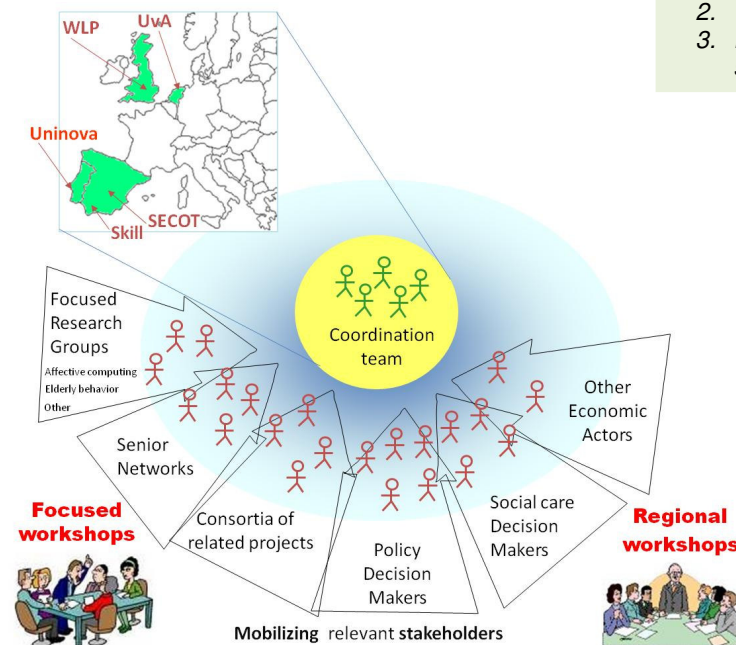 2.
3.
WLP
UvA
Uninova
SECOT
Skill
Coordination
team
Focused
Research
Groups
Affective computing
Elderly behavior
Other
Senior
Networks
Consortia of
related projects
Policy
Decision
Makers
Social care
Decision
Makers
Other
Economic
Actors
Focused
workshops
Regional
workshops
Mobilizing relevant stakeholders